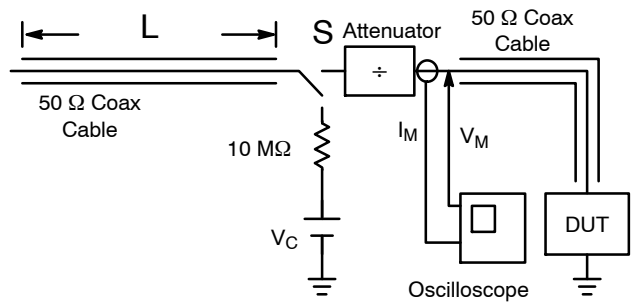 L
S
Attenuator
÷
50 Ω Coax
Cable
50 Ω Coax
Cable
10 MΩ
I_M
V_M
V_C
DUT
Oscilloscope